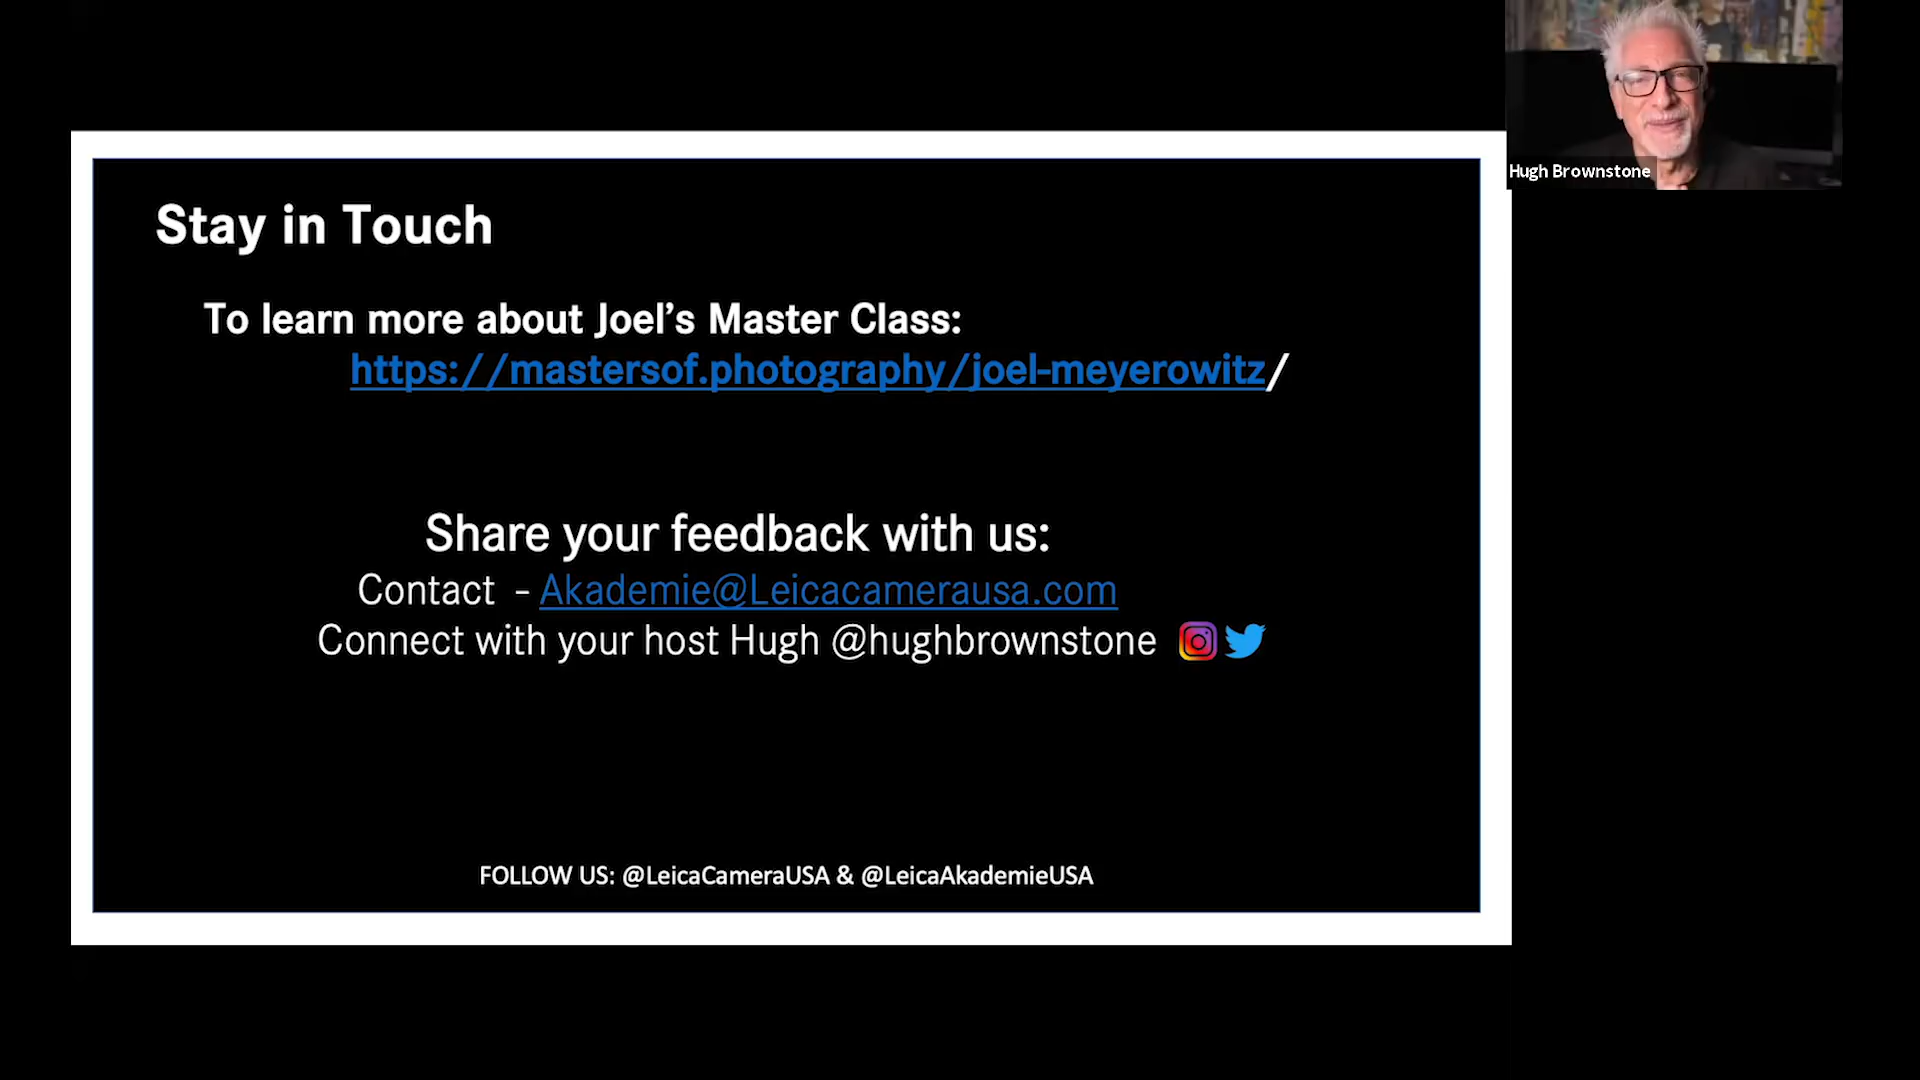 Hugh Brownstone
Stay in Touch
To learn more about Joel's Master Class:
https://mastersof.photography/joel-meyerowitz/
Share your feedback with us:
Contact - Akademie@Leicacamerausa.com
Connect with your host Hugh @hughbrownstone
FOLLOW US: @LeicaCameraUSA & @LeicaAkademieUSA